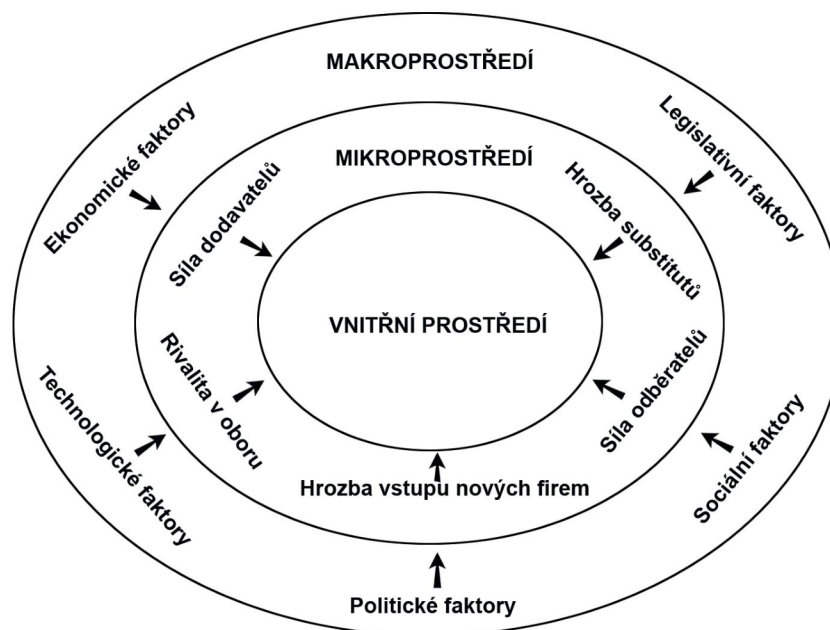 MAKROPROSTŘEDÍ
Ekonomické faktory
Legislativní faktory
MIKROPROSTŘEDÍ
Síla dodavatelů
Hrozba substitutů
VNITŘNÍ PROSTŘEDÍ
Technologické faktory
Rivalita v oboru
Síla odběratelů
Sociální faktory
Hrozba vstupu nových firem
Politické faktory